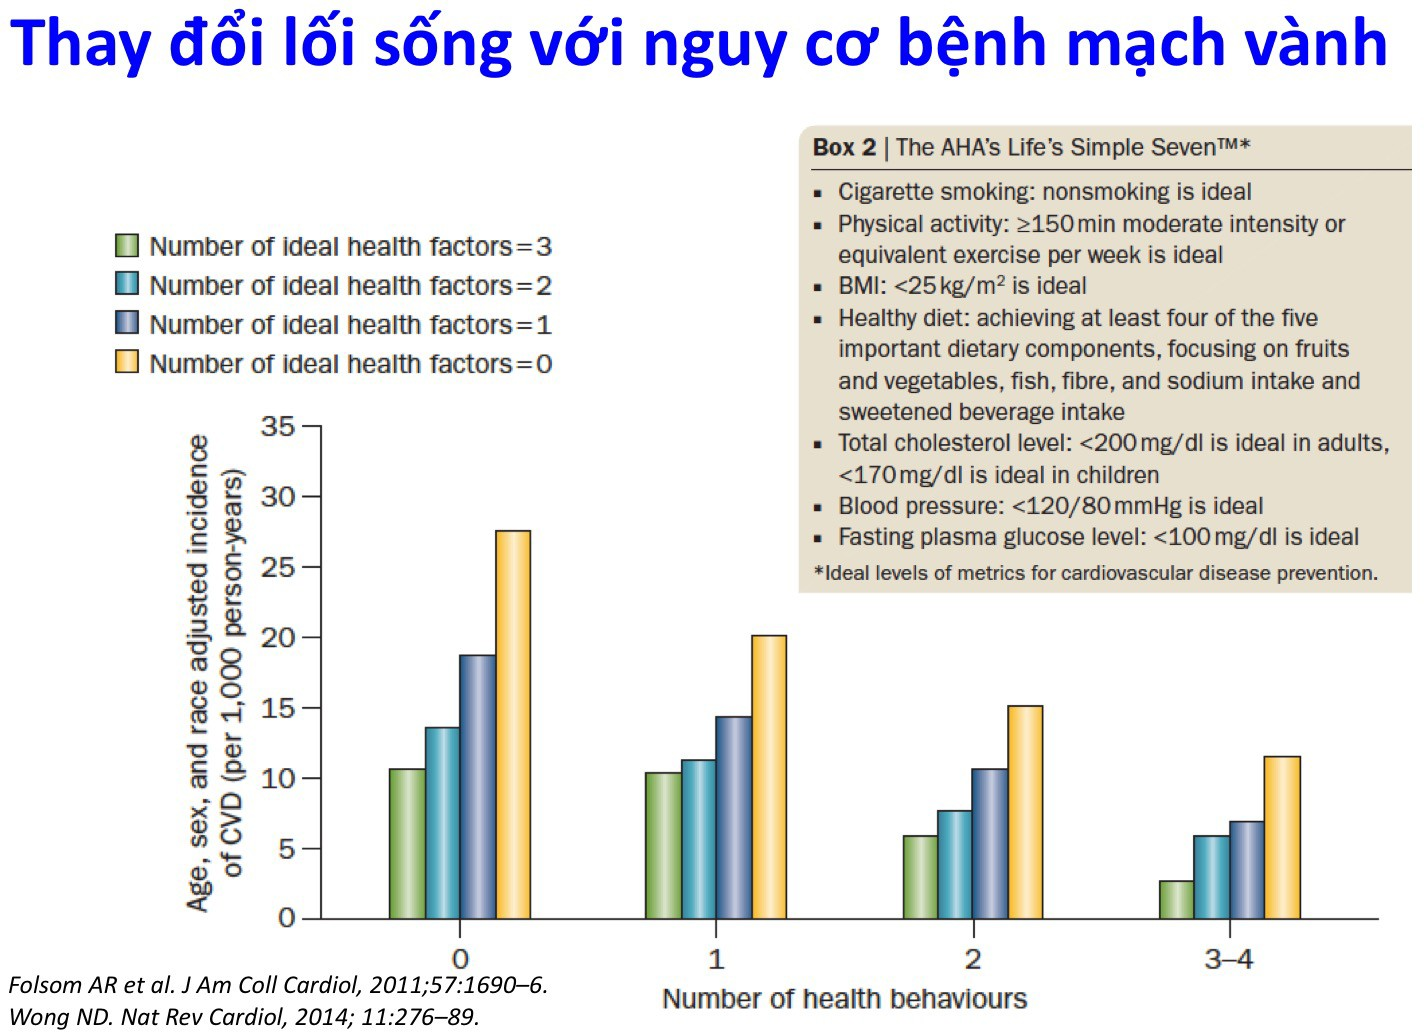 Thay đổi lối sống với nguy cơ bệnh mạch vành
Box 2 | The AHA's Life's Simple Seven™*
▪ Cigarette smoking: nonsmoking is ideal
▪ Physical activity: ≥150 min moderate intensity or
equivalent exercise per week is ideal
▪ BMI: <25 kg/m² is ideal
▪ Healthy diet: achieving at least four of the five
important dietary components, focusing on fruits
and vegetables, fish, fibre, and sodium intake and
sweetened beverage intake
▪ Total cholesterol level: <200 mg/dl is ideal in adults,
<170 mg/dl is ideal in children
▪ Blood pressure: <120/80 mmHg is ideal
▪ Fasting plasma glucose level: <100 mg/dl is ideal
*Ideal levels of metrics for cardiovascular disease prevention.
Number of ideal health factors=3
Number of ideal health factors=2
Number of ideal health factors=1
Number of ideal health factors=0
Age, sex, and race adjusted incidence
of CVD (per 1,000 person-years)
35
30
25
20
15
10
5
0
0 1 2 3–4
Number of health behaviours
Folsom AR et al. J Am Coll Cardiol, 2011;57:1690–6.
Wong ND. Nat Rev Cardiol, 2014; 11:276–89.